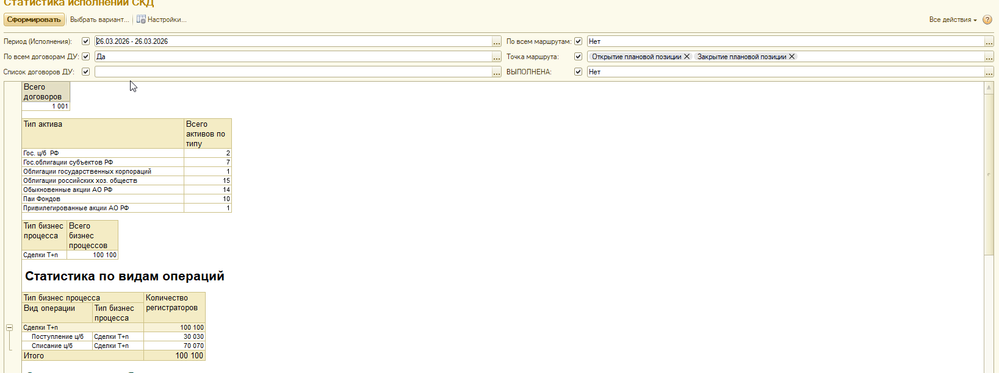 Статистика исполнений СКД
Сформировать Выбрать вариант... Настройки... Все действия ?
Период (Исполнения): 26.03.2026 - 26.03.2026 ... По всем маршрутам: Нет ...
По всем договорам ДУ: Да ... Точка маршрута: Открытие плановой позиции Закрытие плановой позиции ...
Список договоров ДУ: ... ВЫПОЛНЕНА: Нет ...
Всего
договоров
1 001
Тип актива Всего
активов по
типу
Гос. ц/б РФ 2
Гос.облигации субъектов РФ 7
Облигации государственных корпораций 1
Облигации российских хоз. обществ 15
Обыкновенные акции АО РФ 14
Паи Фондов 10
Привилегированные акции АО РФ 1
Тип бизнес Всего
процесса бизнес
процессов
Сделки T+n 100 100
Статистика по видам операций
Тип бизнес процесса Количество
Вид операции Тип бизнес регистраторов
процесса
Сделки T+n 100 100
Поступление ц/б Сделки T+n 30 030
Списание ц/б Сделки T+n 70 070
Итого 100 100